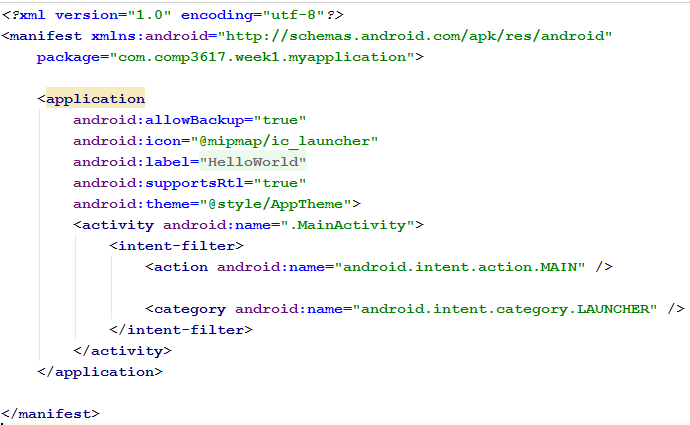 <?xml version="1.0" encoding="utf-8"?>
<manifest xmlns:android="http://schemas.android.com/apk/res/android"
    package="com.comp3617.week1.myapplication">

    <application
        android:allowBackup="true"
        android:icon="@mipmap/ic_launcher"
        android:label="HelloWorld"
        android:supportsRtl="true"
        android:theme="@style/AppTheme">
        <activity android:name=".MainActivity">
            <intent-filter>
                <action android:name="android.intent.action.MAIN" />

                <category android:name="android.intent.category.LAUNCHER" />
            </intent-filter>
        </activity>
    </application>

</manifest>